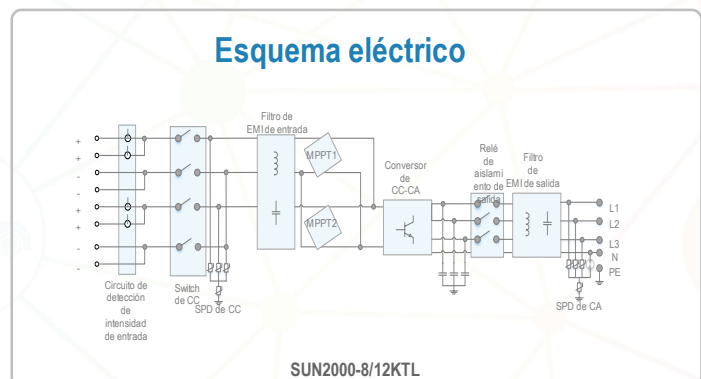 Esquema eléctrico
Filtro de
EMI de entrada
MPPT1
MPPT2
Conversor
de
CC-CA
Relé
de
aislami
ento de
salida
Filtro
de
EMI de salida
+
+
-
-
+
+
-
-
L1
L2
L3
N
PE
Circuito de
detección
de
intensidad
de entrada
Switch
de CC
SPD de CC
SPD de CA
SUN2000-8/12KTL